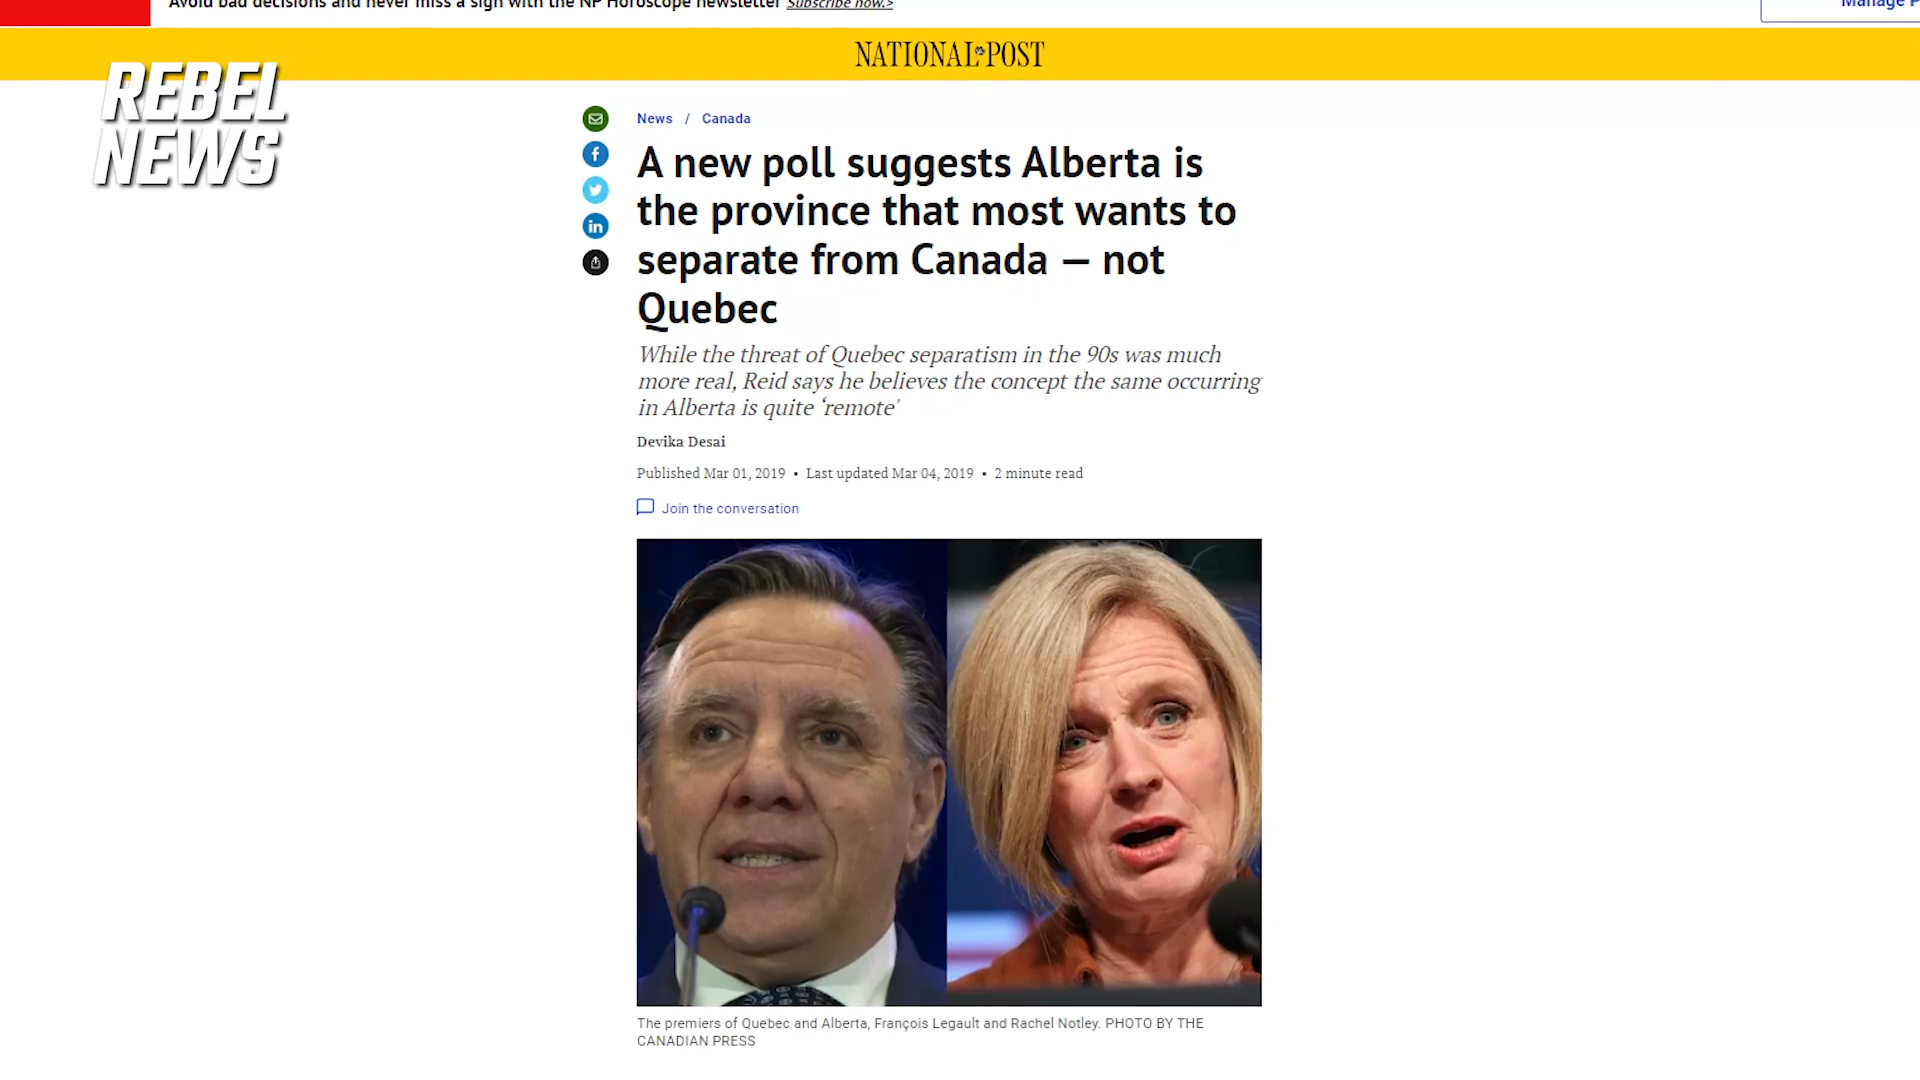 Avoid bad decisions and never miss a sign with the NP Horoscope newsletter Subscribe now.>
Manage P
NATIONAL POST
REBEL
NEWS
News / Canada
A new poll suggests Alberta is
the province that most wants to
separate from Canada — not
Quebec
While the threat of Quebec separatism in the 90s was much
more real, Reid says he believes the concept the same occurring
in Alberta is quite ‘remote'
Devika Desai
Published Mar 01, 2019 • Last updated Mar 04, 2019 • 2 minute read
Join the conversation
The premiers of Quebec and Alberta, François Legault and Rachel Notley. PHOTO BY THE
CANADIAN PRESS